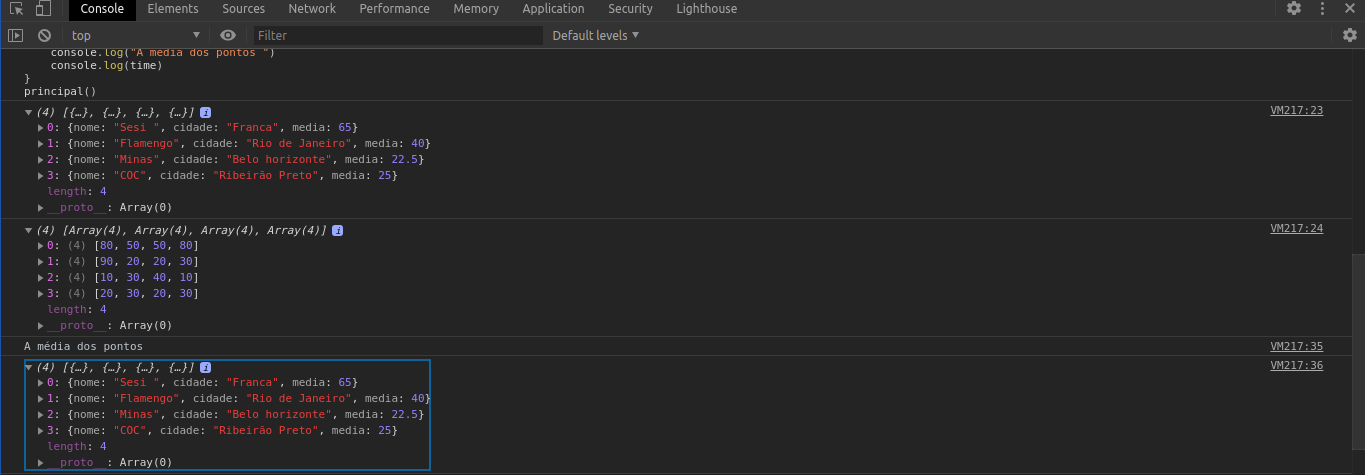 Console Elements Sources Network Performance Memory Application Security Lighthouse
top Filter Default levels
console.log("A média dos pontos ")
console.log(time)
}
principal()
(4) [{…}, {…}, {…}, {…}] i VM217:23
0: {nome: "Sesi ", cidade: "Franca", media: 65}
1: {nome: "Flamengo", cidade: "Rio de Janeiro", media: 40}
2: {nome: "Minas", cidade: "Belo horizonte", media: 22.5}
3: {nome: "COC", cidade: "Ribeirão Preto", media: 25}
length: 4
__proto__: Array(0)
(4) [Array(4), Array(4), Array(4), Array(4)] i VM217:24
0: (4) [80, 50, 50, 80]
1: (4) [90, 20, 20, 30]
2: (4) [10, 30, 40, 10]
3: (4) [20, 30, 20, 30]
length: 4
__proto__: Array(0)
A média dos pontos VM217:35
(4) [{…}, {…}, {…}, {…}] i VM217:36
0: {nome: "Sesi ", cidade: "Franca", media: 65}
1: {nome: "Flamengo", cidade: "Rio de Janeiro", media: 40}
2: {nome: "Minas", cidade: "Belo horizonte", media: 22.5}
3: {nome: "COC", cidade: "Ribeirão Preto", media: 25}
length: 4
__proto__: Array(0)